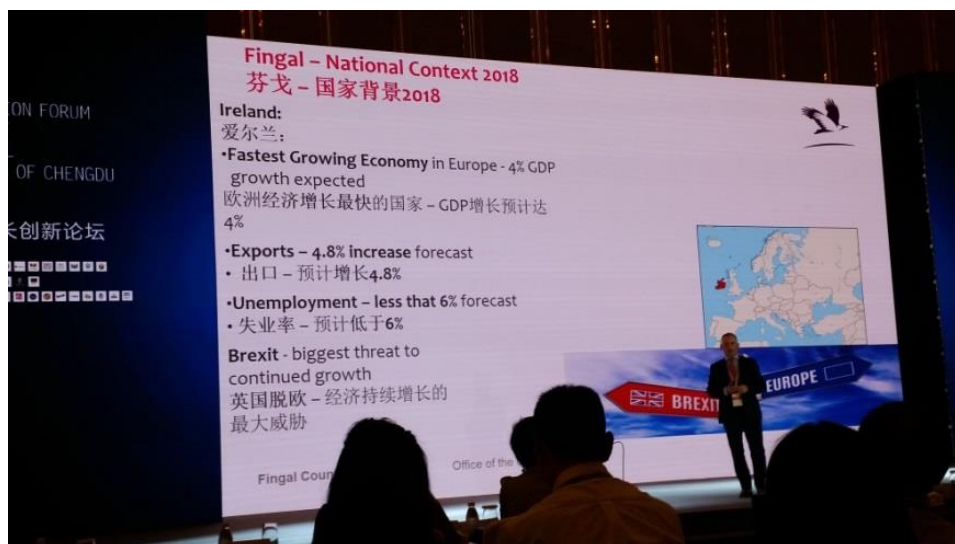 ON FORUM
OF CHENGDU
长创新论坛
Fingal – National Context 2018
芬戈 – 国家背景2018
Ireland:
爱尔兰：
•Fastest Growing Economy in Europe - 4% GDP
growth expected
欧洲经济增长最快的国家 – GDP增长预计达
4%
•Exports – 4.8% increase forecast
• 出口 – 预计增长4.8%
•Unemployment – less that 6% forecast
• 失业率 – 预计低于6%
Brexit - biggest threat to
continued growth
英国脱欧 – 经济持续增长的
最大威胁
BREXIT
EUROPE
Fingal Coun
Office of the